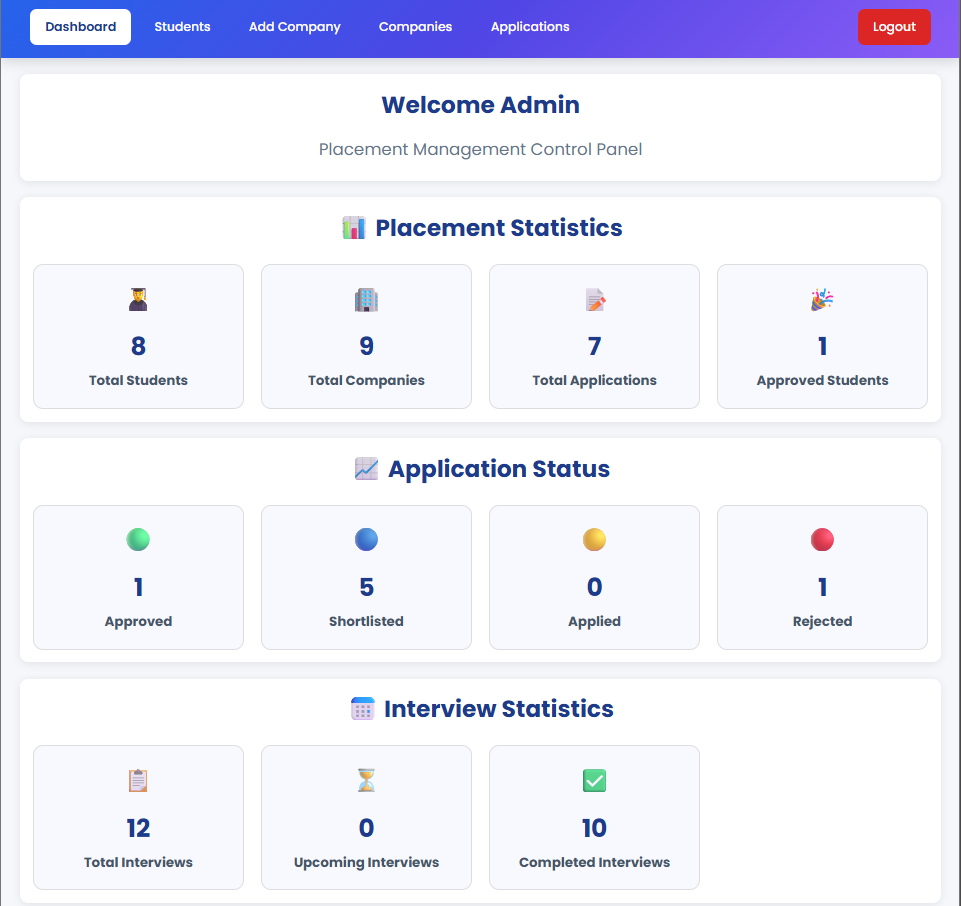 Dashboard Students Add Company Companies Applications Logout
Welcome Admin
Placement Management Control Panel
Placement Statistics
8 9 7 1
Total Students Total Companies Total Applications Approved Students
Application Status
1 5 0 1
Approved Shortlisted Applied Rejected
Interview Statistics
12 0 10
Total Interviews Upcoming Interviews Completed Interviews